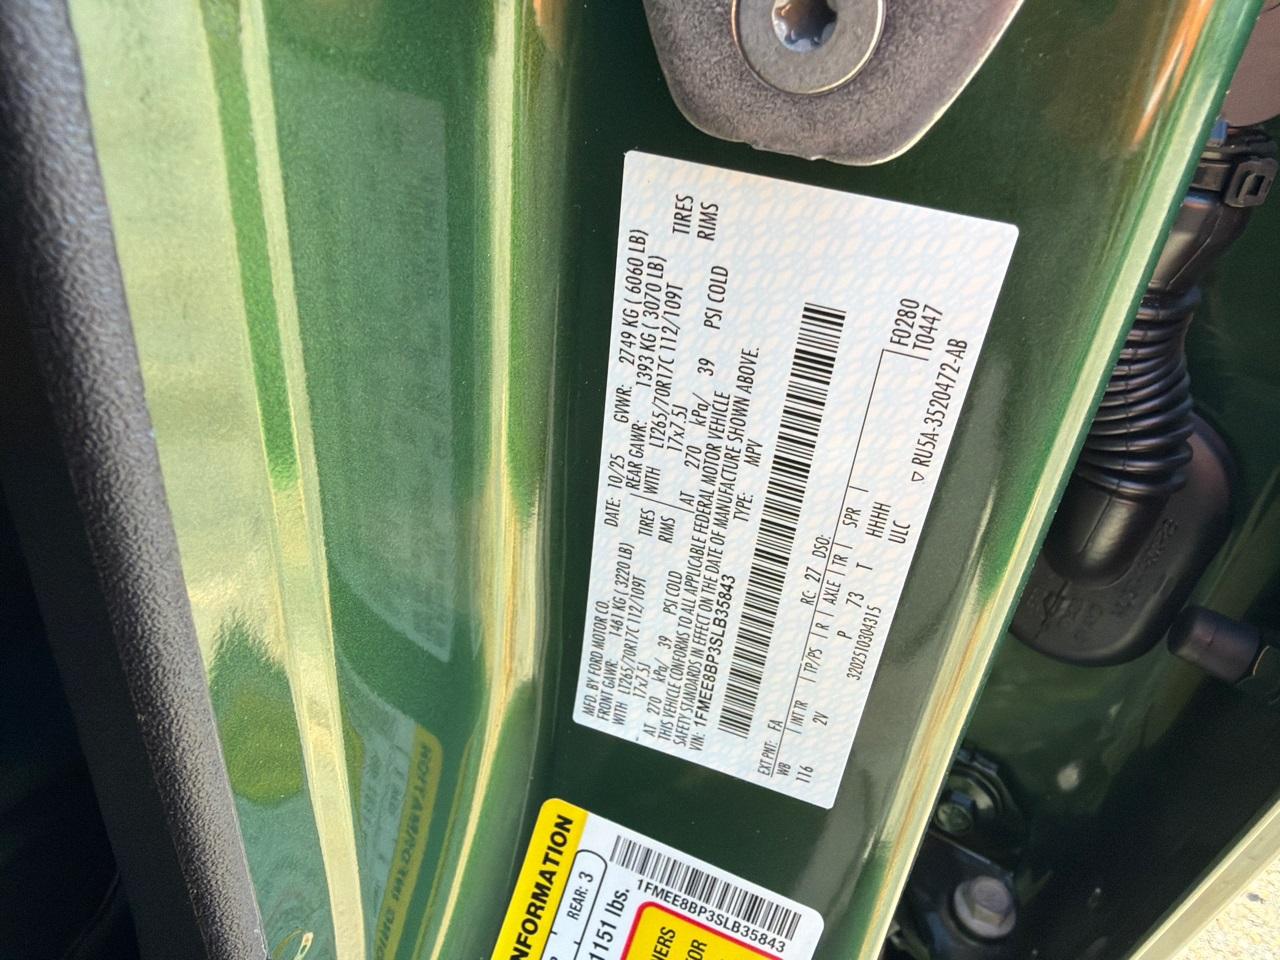 MFD. BY FORD MOTOR CO.
DATE: 10/25 GVWR: 2749 KG ( 6060 LB)
FRONT GAWR: 1461 KG ( 3220 LB) REAR GAWR: 1393 KG ( 3070 LB)
WITH LT265/70R17C 112/109T TIRES WITH LT265/70R17C 112/109T TIRES
17x7.5J RIMS 17x7.5J RIMS
AT 270 kPa/ 39 PSI COLD AT 270 kPa/ 39 PSI COLD
THIS VEHICLE CONFORMS TO ALL APPLICABLE FEDERAL MOTOR VEHICLE
SAFETY STANDARDS IN EFFECT ON THE DATE OF MANUFACTURE SHOWN ABOVE.
VIN: 1FMEE8BP3SLB35843 TYPE: MPV
EXT PNT: FA RC: 27 DSO:
WB INT TR TP/PS R AXLE TR SPR
116 2V P 73 T HHHH
F0280
T0447
3202510304315 ULC
▽ RU5A-3520472-AB
INFORMATION
REAR: 3
1151 lbs.
1FMEE8BP3SLB35843